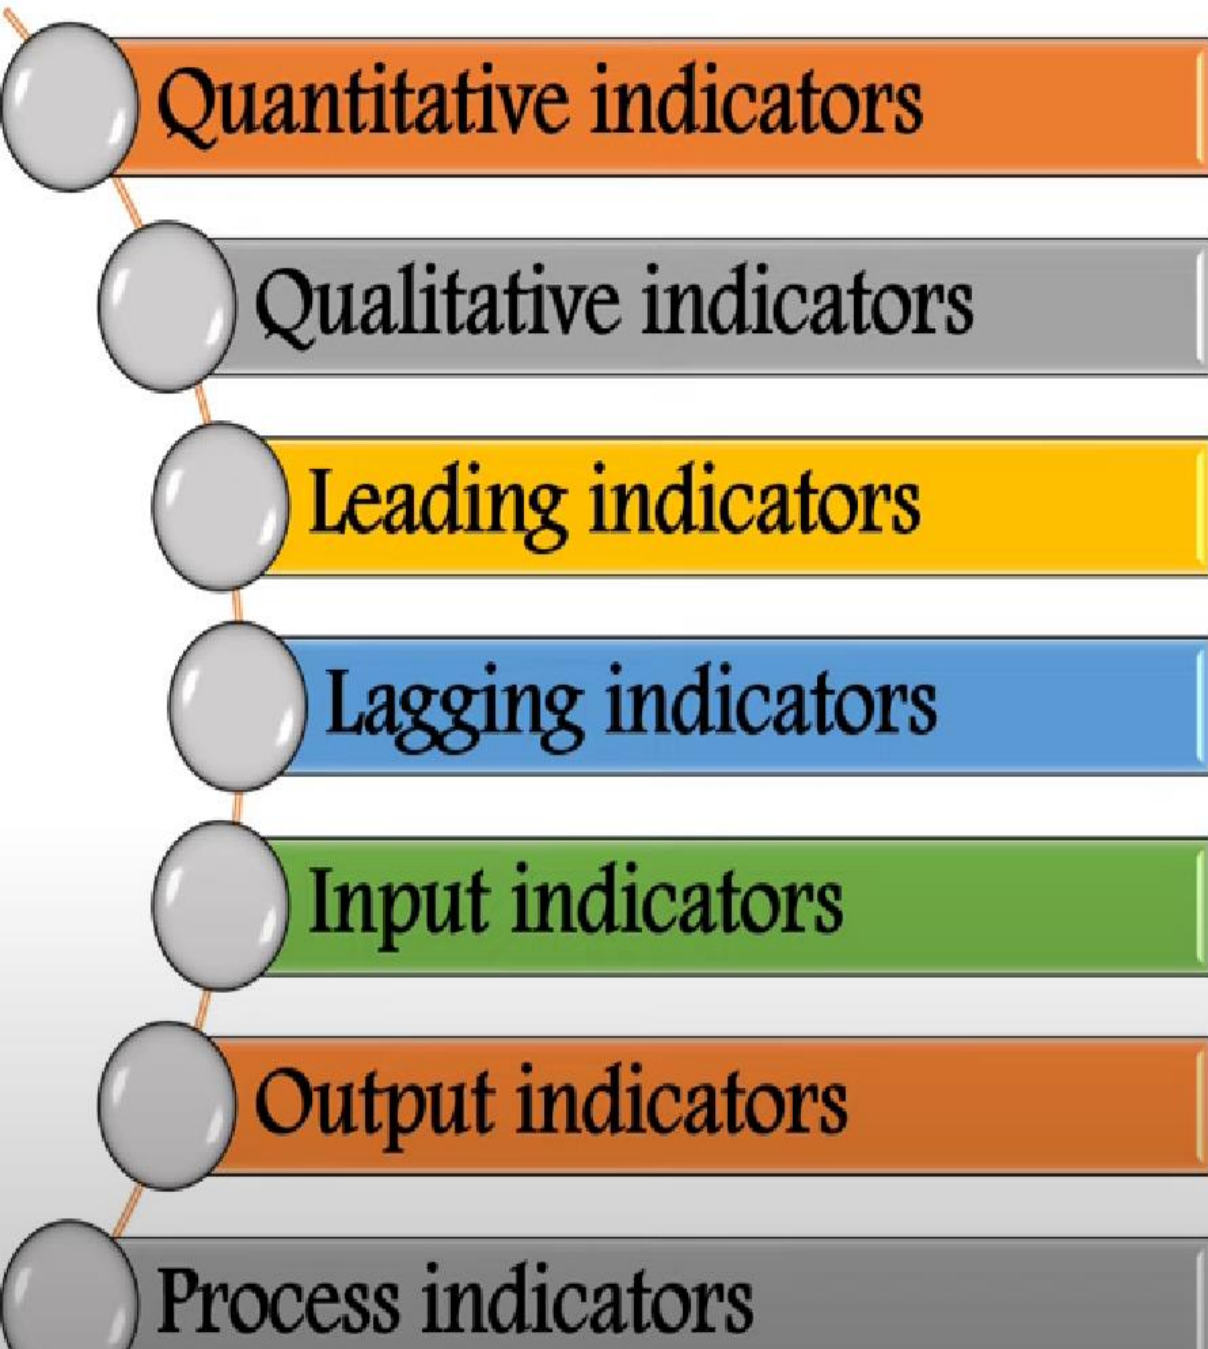 Quantitative indicators
Qualitative indicators
Leading indicators
Lagging indicators
Input indicators
Output indicators
Process indicators